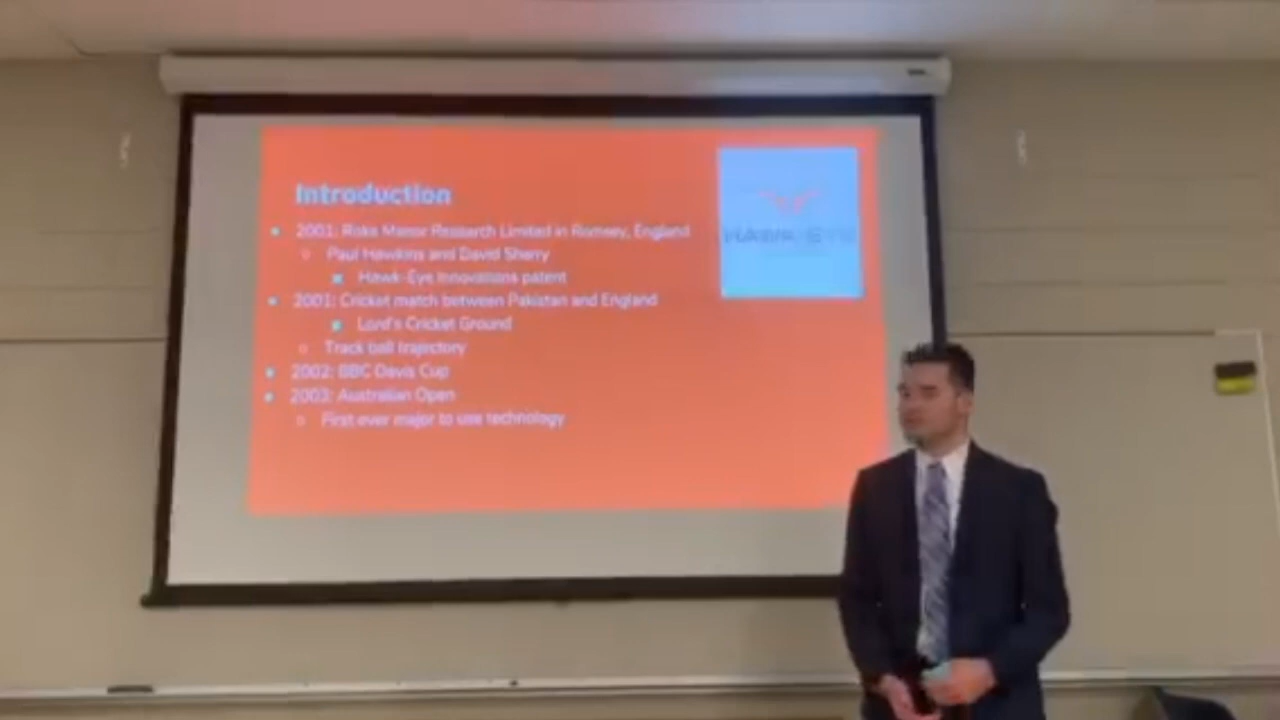 Introduction
2001: Roke Manor Research Limited in Romsey, England
Paul Hawkins and David Sherry
Hawk-Eye Innovations patent
2001: Cricket match between Pakistan and England
Lord's Cricket Ground
Track ball trajectory
2002: BBC Davis Cup
2003: Australian Open
First ever major to use technology
HAWK-EYE